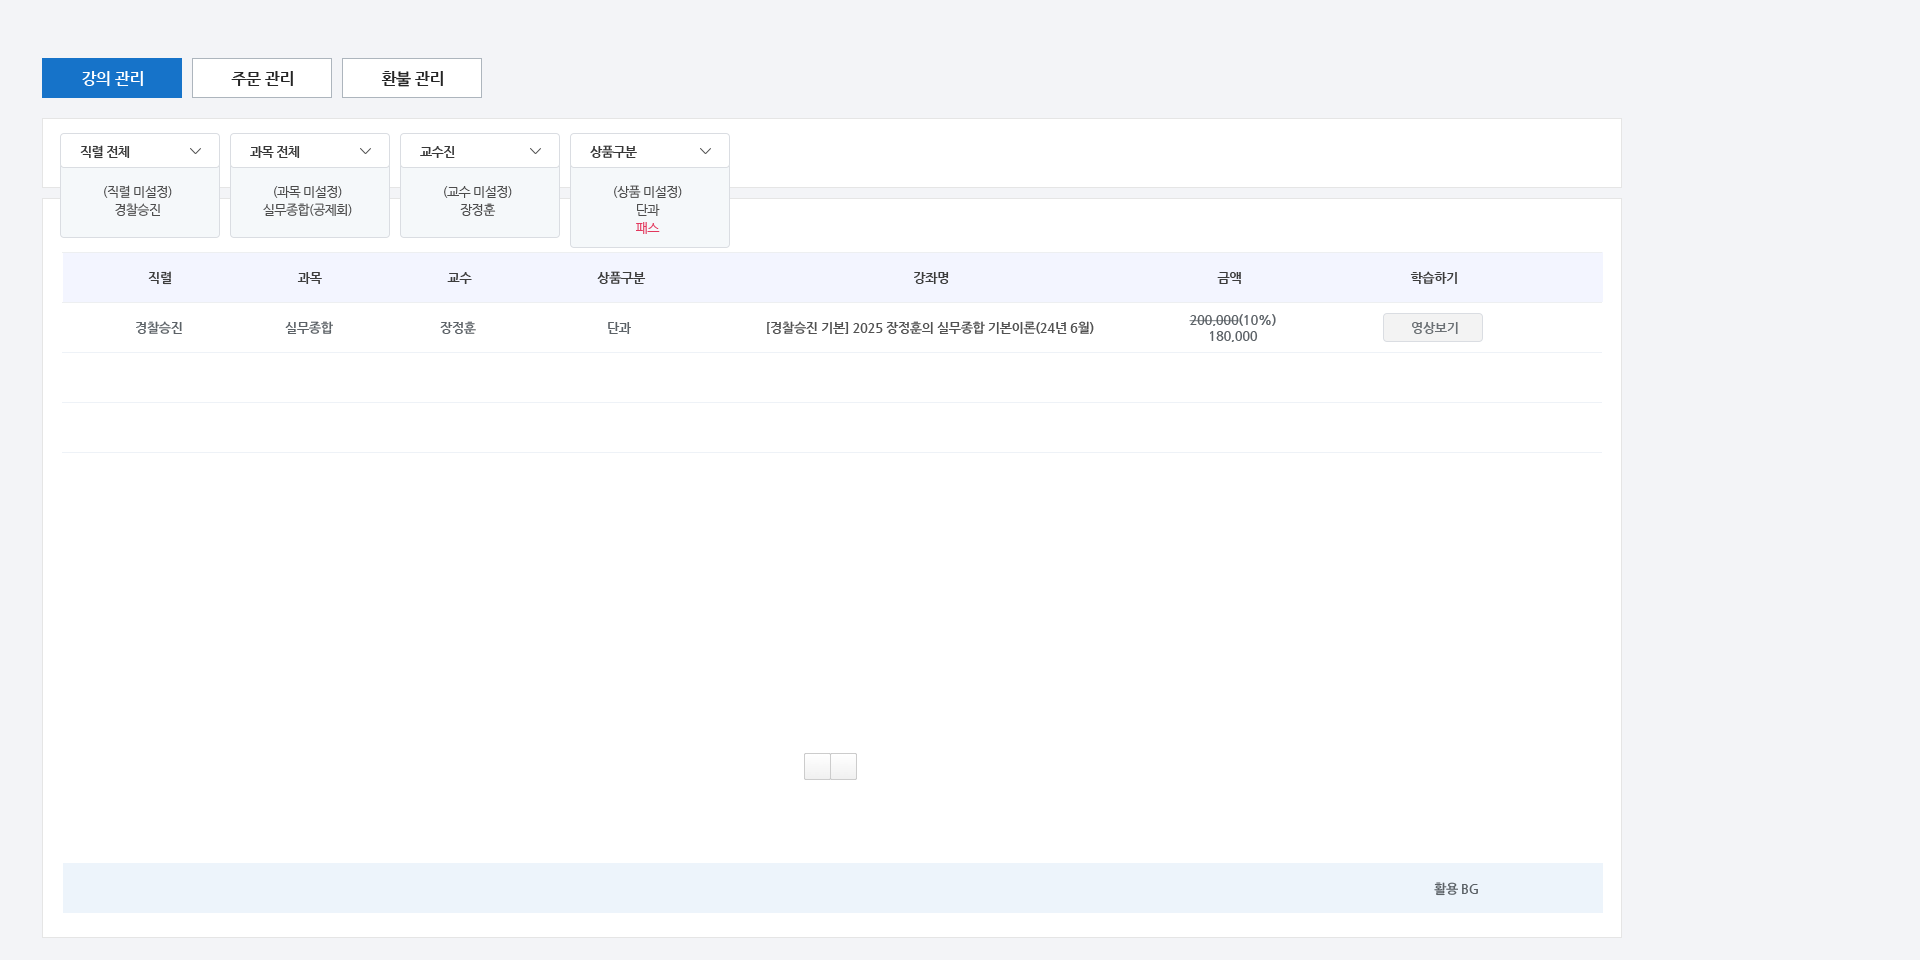 강의 관리 주문 관리 환불 관리
직렬 전체 과목 전체 교수진 상품구분
(직렬 미설정) (과목 미설정) (교수 미설정) (상품 미설정)
경찰승진 실무종합(공제회) 장정훈 단과
패스
직렬 과목 교수 상품구분 강좌명 금액 학습하기
경찰승진 실무종합 장정훈 단과 [경찰승진 기본] 2025 장정훈의 실무종합 기본이론(24년 6월) 200,000(10%) 영상보기
180,000
활용 BG